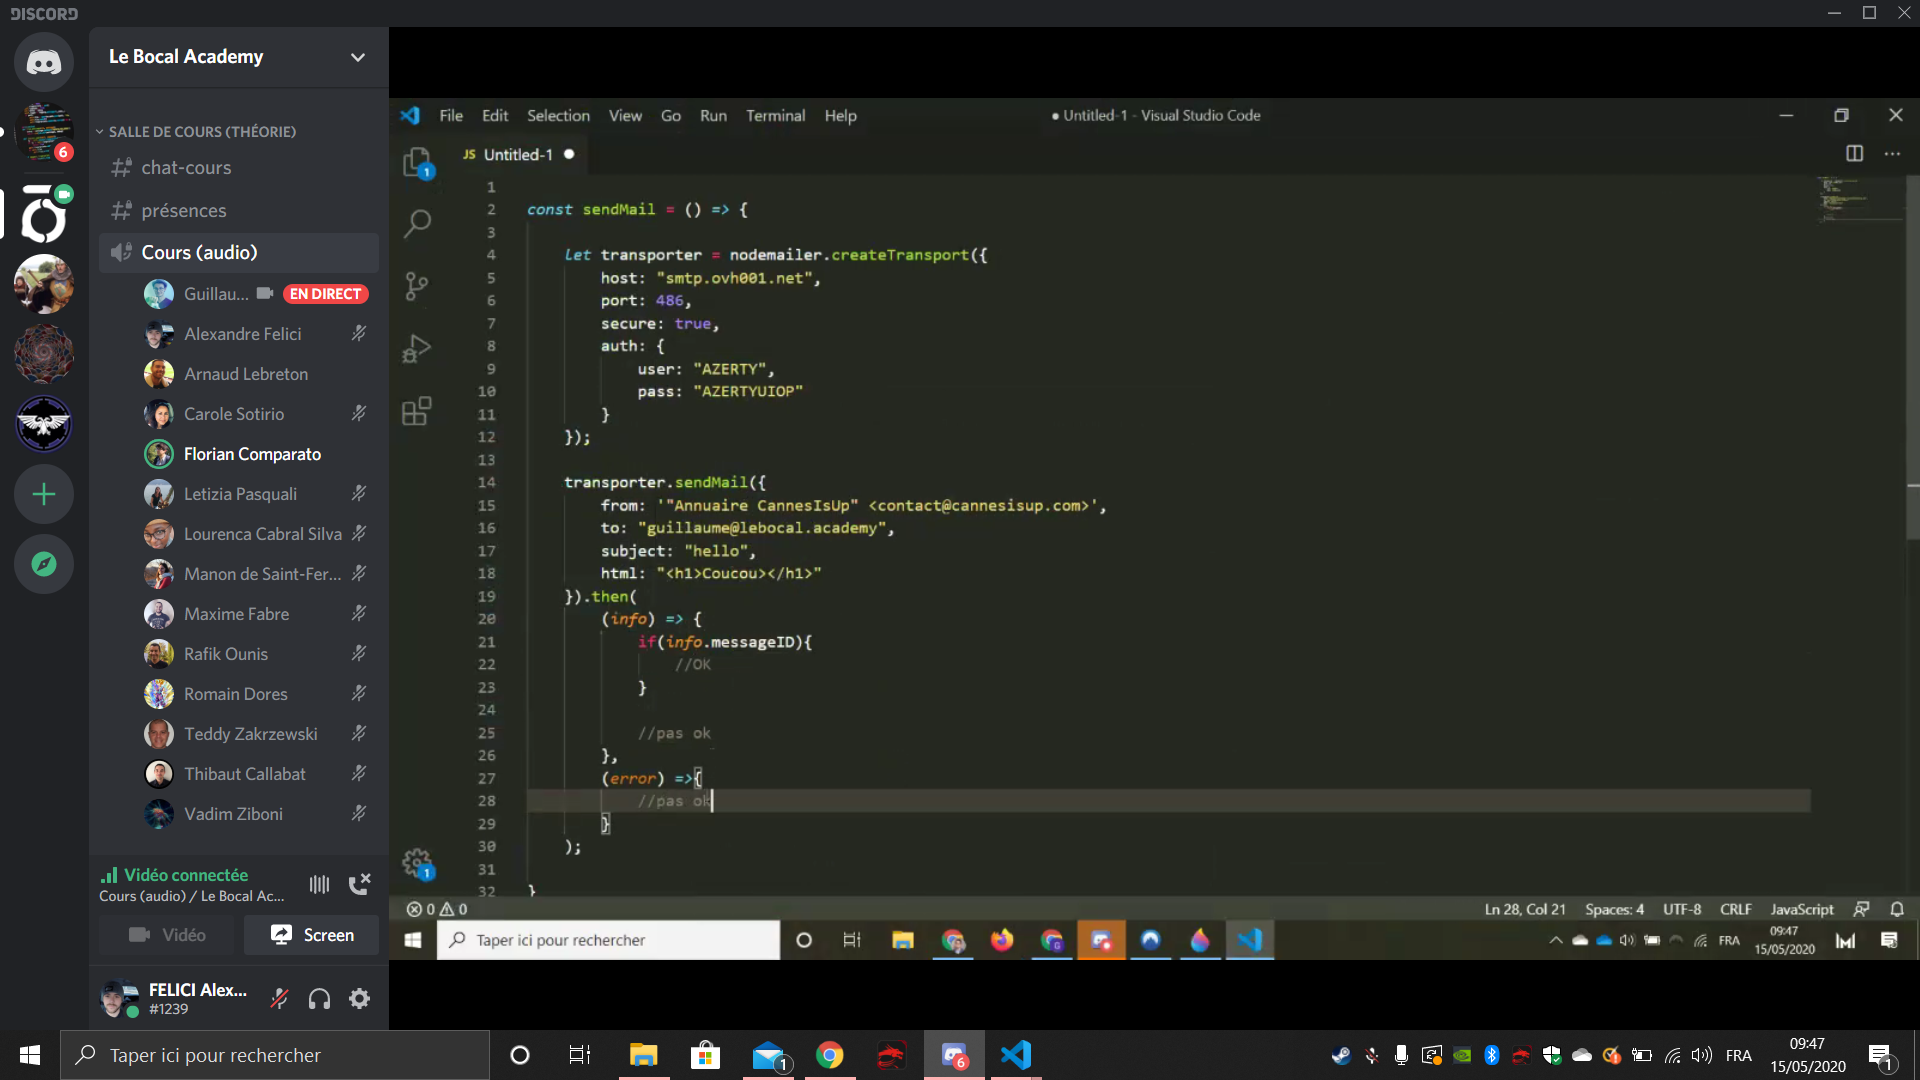 DISCORD
Le Bocal Academy
SALLE DE COURS (THÉORIE)
chat-cours
présences
Cours (audio)
Guillau... EN DIRECT
Alexandre Felici
Arnaud Lebreton
Carole Sotirio
Florian Comparato
Letizia Pasquali
Lourenca Cabral Silva
Manon de Saint-Fer...
Maxime Fabre
Rafik Ounis
Romain Dores
Teddy Zakrzewski
Thibaut Callabat
Vadim Ziboni
Vidéo connectée
Cours (audio) / Le Bocal Ac...
Vidéo Screen
FELICI Alex...
#1239
6
File Edit Selection View Go Run Terminal Help ● Untitled-1 - Visual Studio Code
JS Untitled-1 ●
1
1
2 const sendMail = () => {
3
4 let transporter = nodemailer.createTransport({
5 host: "smtp.ovh001.net",
6 port: 486,
7 secure: true,
8 auth: {
9 user: "AZERTY",
10 pass: "AZERTYUIOP"
11 }
12 });
13
14 transporter.sendMail({
15 from: '"Annuaire CannesIsUp" <contact@cannesisup.com>',
16 to: "guillaume@lebocal.academy",
17 subject: "hello",
18 html: "<h1>Coucou></h1>"
19 }).then(
20 (info) => {
21 if(info.messageID){
22 //OK
23 }
24
25 //pas ok
26 },
27 (error) =>{
28 //pas ok
29 }
30 );
31
32 }
1
0 0 Ln 28, Col 21 Spaces: 4 UTF-8 CRLF JavaScript
Taper ici pour rechercher FRA 09:47
15/05/2020
Taper ici pour rechercher 1 6 FRA 09:47
15/05/2020 1